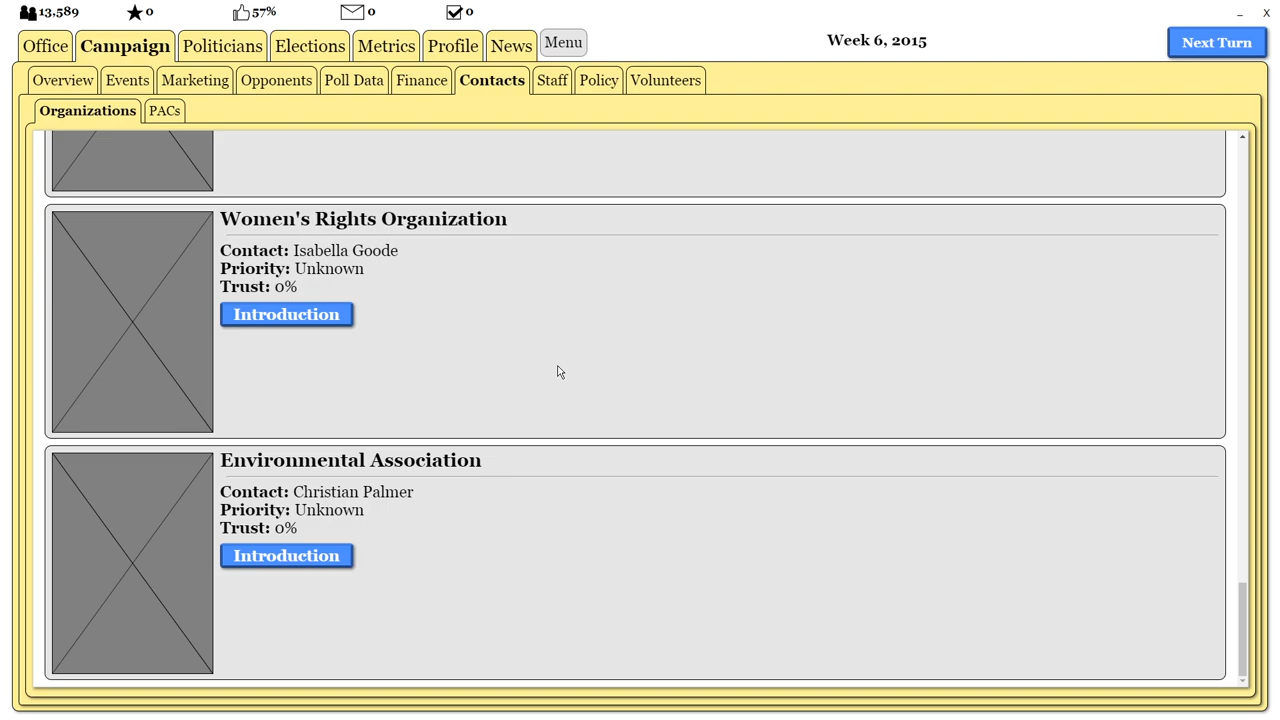 13,589 0 57% 0 0 _ X
Office Campaign Politicians Elections Metrics Profile News Menu Week 6, 2015 Next Turn
Overview Events Marketing Opponents Poll Data Finance Contacts Staff Policy Volunteers
Organizations PACs
Women's Rights Organization
Contact: Isabella Goode
Priority: Unknown
Trust: 0%
Introduction
Environmental Association
Contact: Christian Palmer
Priority: Unknown
Trust: 0%
Introduction